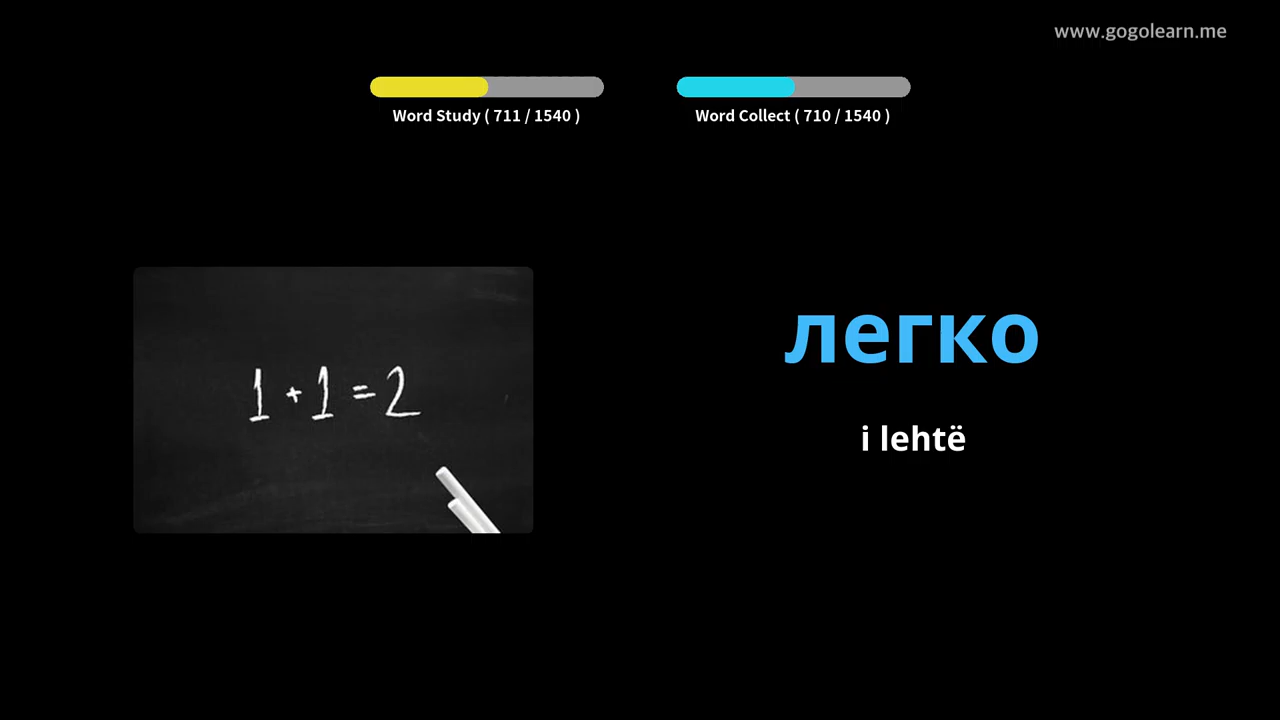 www.gogolearn.me
Word Study ( 711 / 1540 )
Word Collect ( 710 / 1540 )
1 + 1 = 2
легко
i lehtë